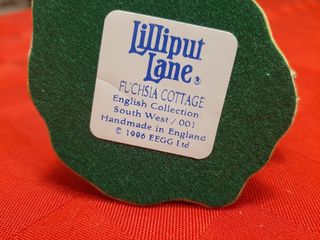 Lilliput
Lane®
FUCHSIA COTTAGE
English Collection
South West / 001
Handmade in England
© 1996 EEGG Ltd